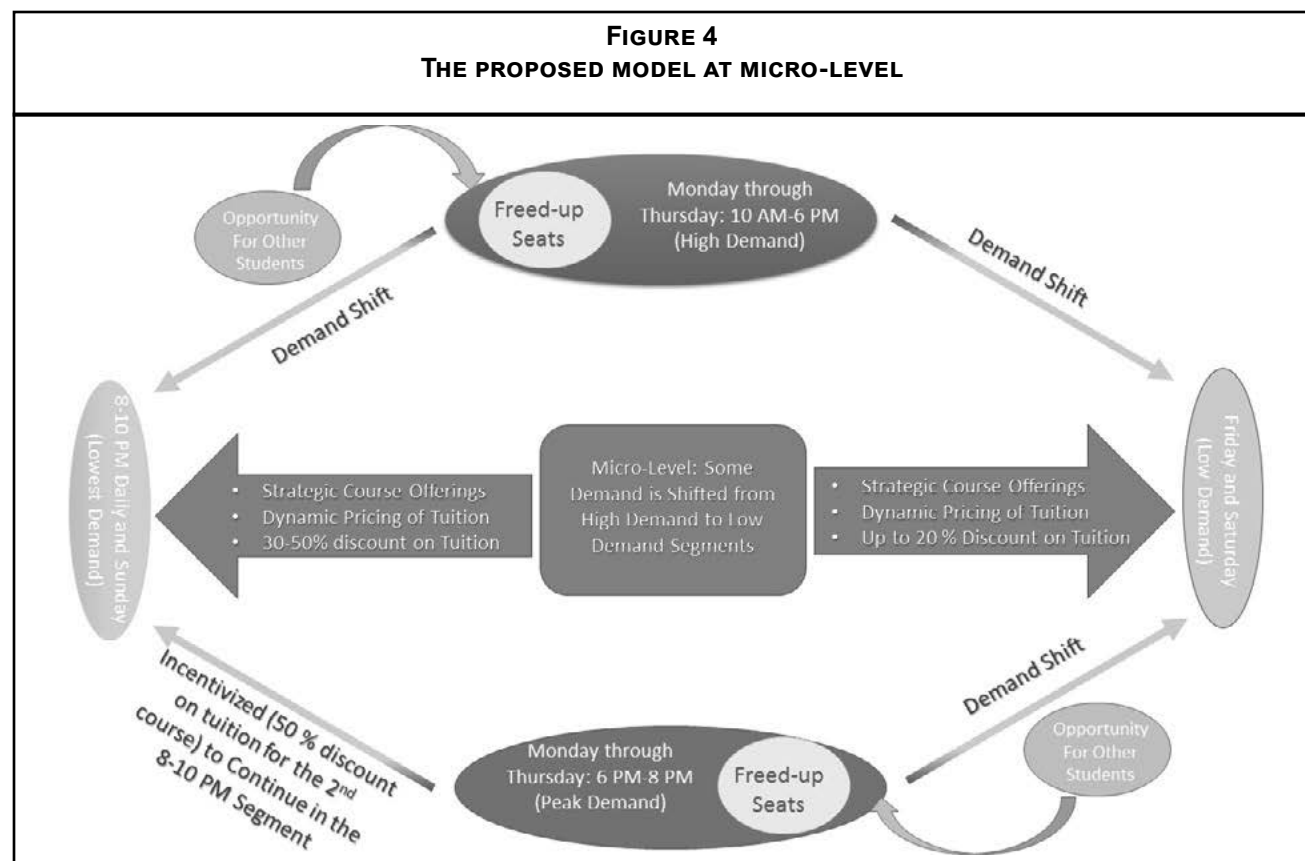 FIGURE 4
THE PROPOSED MODEL AT MICRO-LEVEL
Opportunity
For Other
Students
Freed-up
Seats
Monday through
Thursday: 10 AM-6 PM
(High Demand)
Demand Shift
Demand Shift
8-10 PM Daily and Sunday
(Lowest Demand)
• Strategic Course Offerings
• Dynamic Pricing of Tuition
• 30-50% discount on Tuition
Micro-Level: Some
Demand is Shifted from
High Demand to Low
Demand Segments
• Strategic Course Offerings
• Dynamic Pricing of Tuition
• Up to 20 % Discount on Tuition
Friday and Saturday
(Low Demand)
Incentivized (50 % discount
on tuition for the 2nd
course) to Continue in the
8-10 PM Segment
Monday through
Thursday: 6 PM-8 PM
(Peak Demand)
Freed-up
Seats
Demand Shift
Opportunity
For Other
Students